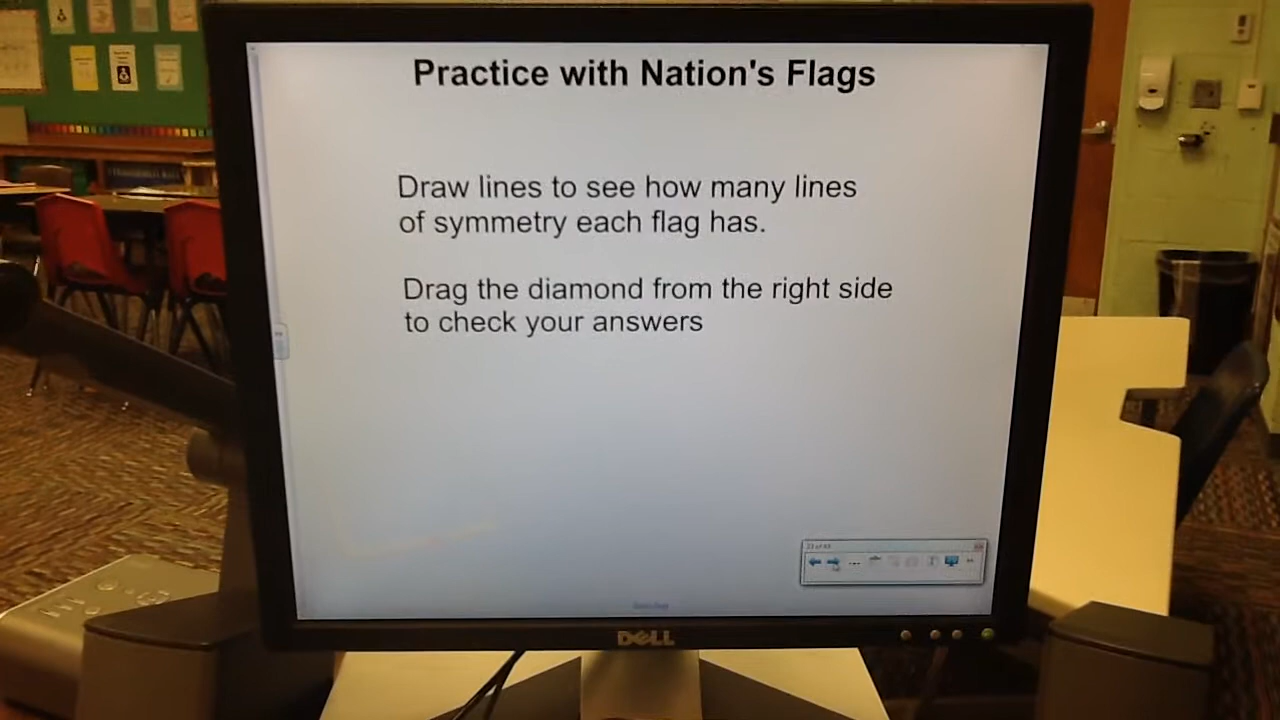 Practice with Nation's Flags
Draw lines to see how many lines
of symmetry each flag has.
Drag the diamond from the right side
to check your answers
DELL